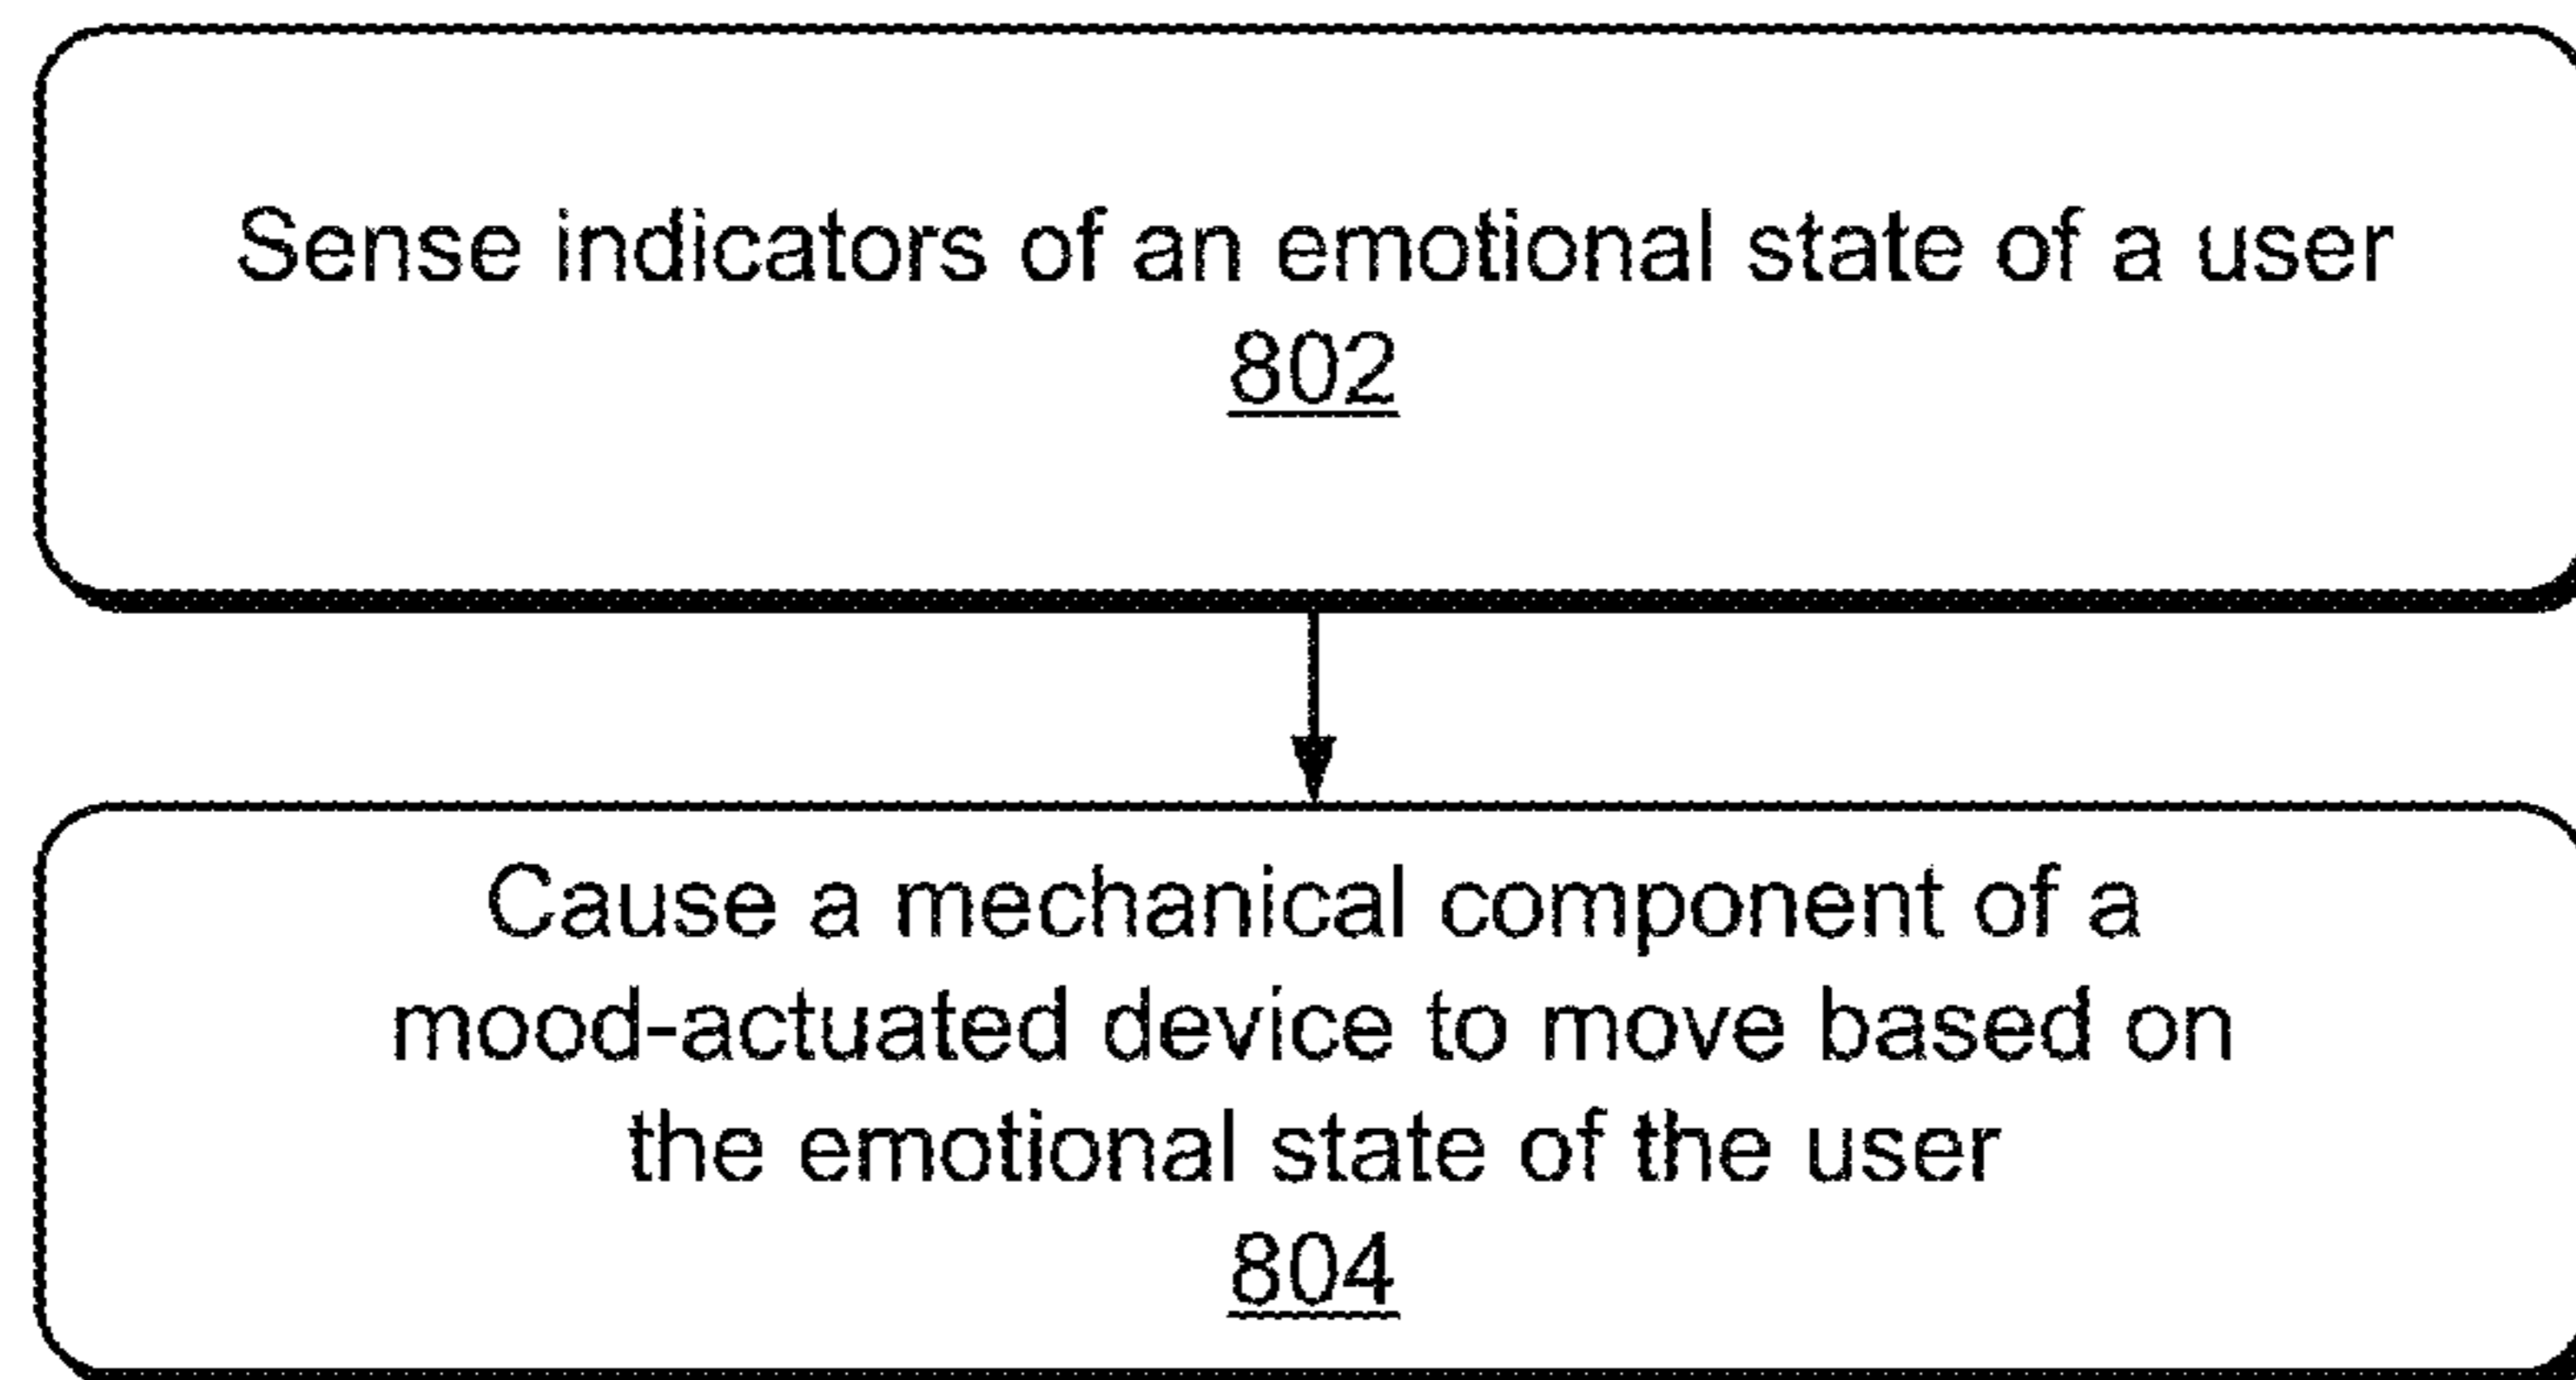 Sense indicators of an emotional state of a user
802
Cause a mechanical component of a
mood-actuated device to move based on
the emotional state of the user
804